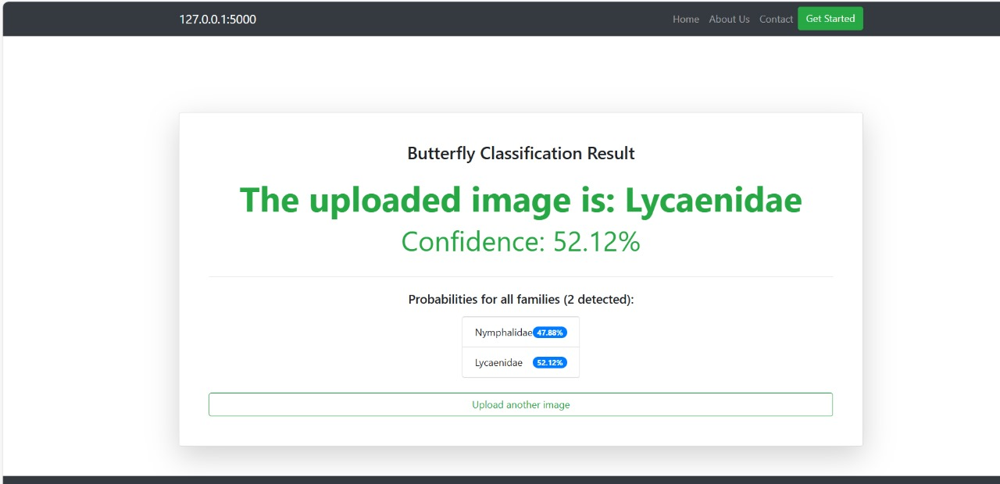 127.0.0.1:5000 Home About Us Contact Get Started
Butterfly Classification Result
The uploaded image is: Lycaenidae
Confidence: 52.12%
Probabilities for all families (2 detected):
Nymphalidae 47.88%
Lycaenidae 52.12%
Upload another image